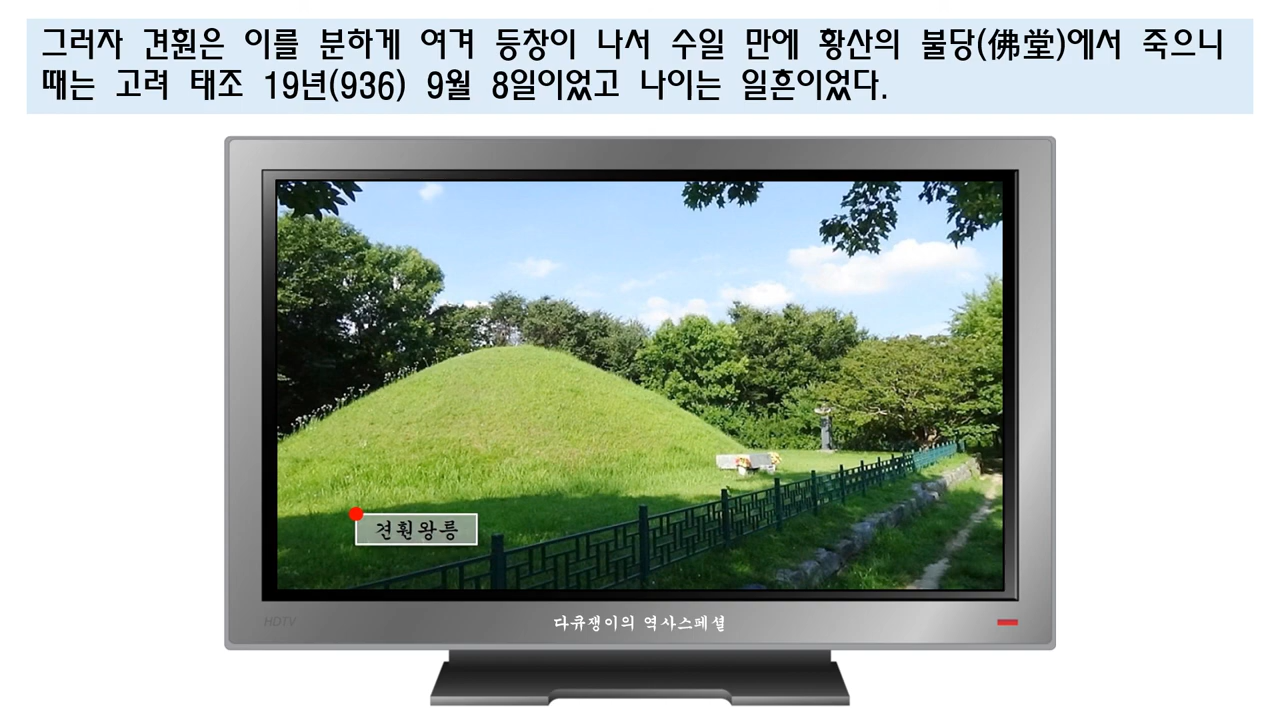 그러자 견훤은 이를 분하게 여겨 등창이 나서 수일 만에 황산의 불당(佛堂)에서 죽으니
때는 고려 태조 19년(936) 9월 8일이었고 나이는 일흔이었다.
견훤왕릉
HDTV
다큐쟁이의 역사스페셜